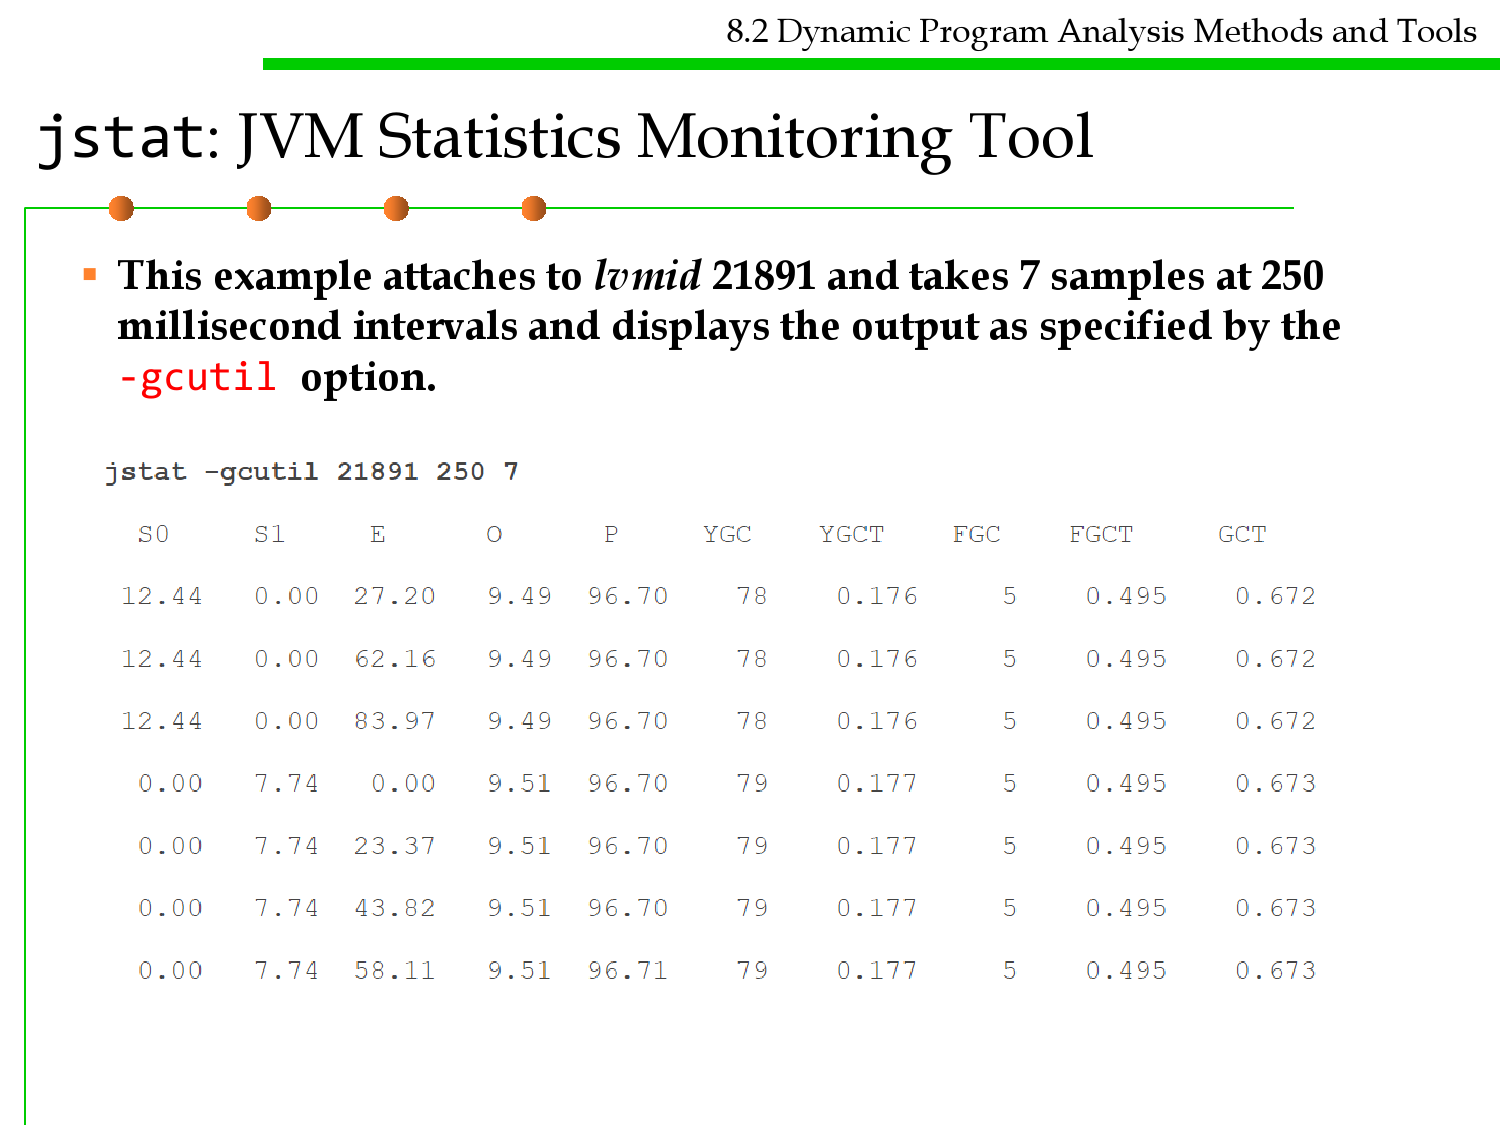 8.2 Dynamic Program Analysis Methods and Tools
jstat: JVM Statistics Monitoring Tool
▪ This example attaches to lvmid 21891 and takes 7 samples at 250
millisecond intervals and displays the output as specified by the
-gcutil option.
jstat -gcutil 21891 250 7
S0 S1 E O P YGC YGCT FGC FGCT GCT
12.44 0.00 27.20 9.49 96.70 78 0.176 5 0.495 0.672
12.44 0.00 62.16 9.49 96.70 78 0.176 5 0.495 0.672
12.44 0.00 83.97 9.49 96.70 78 0.176 5 0.495 0.672
0.00 7.74 0.00 9.51 96.70 79 0.177 5 0.495 0.673
0.00 7.74 23.37 9.51 96.70 79 0.177 5 0.495 0.673
0.00 7.74 43.82 9.51 96.70 79 0.177 5 0.495 0.673
0.00 7.74 58.11 9.51 96.71 79 0.177 5 0.495 0.673